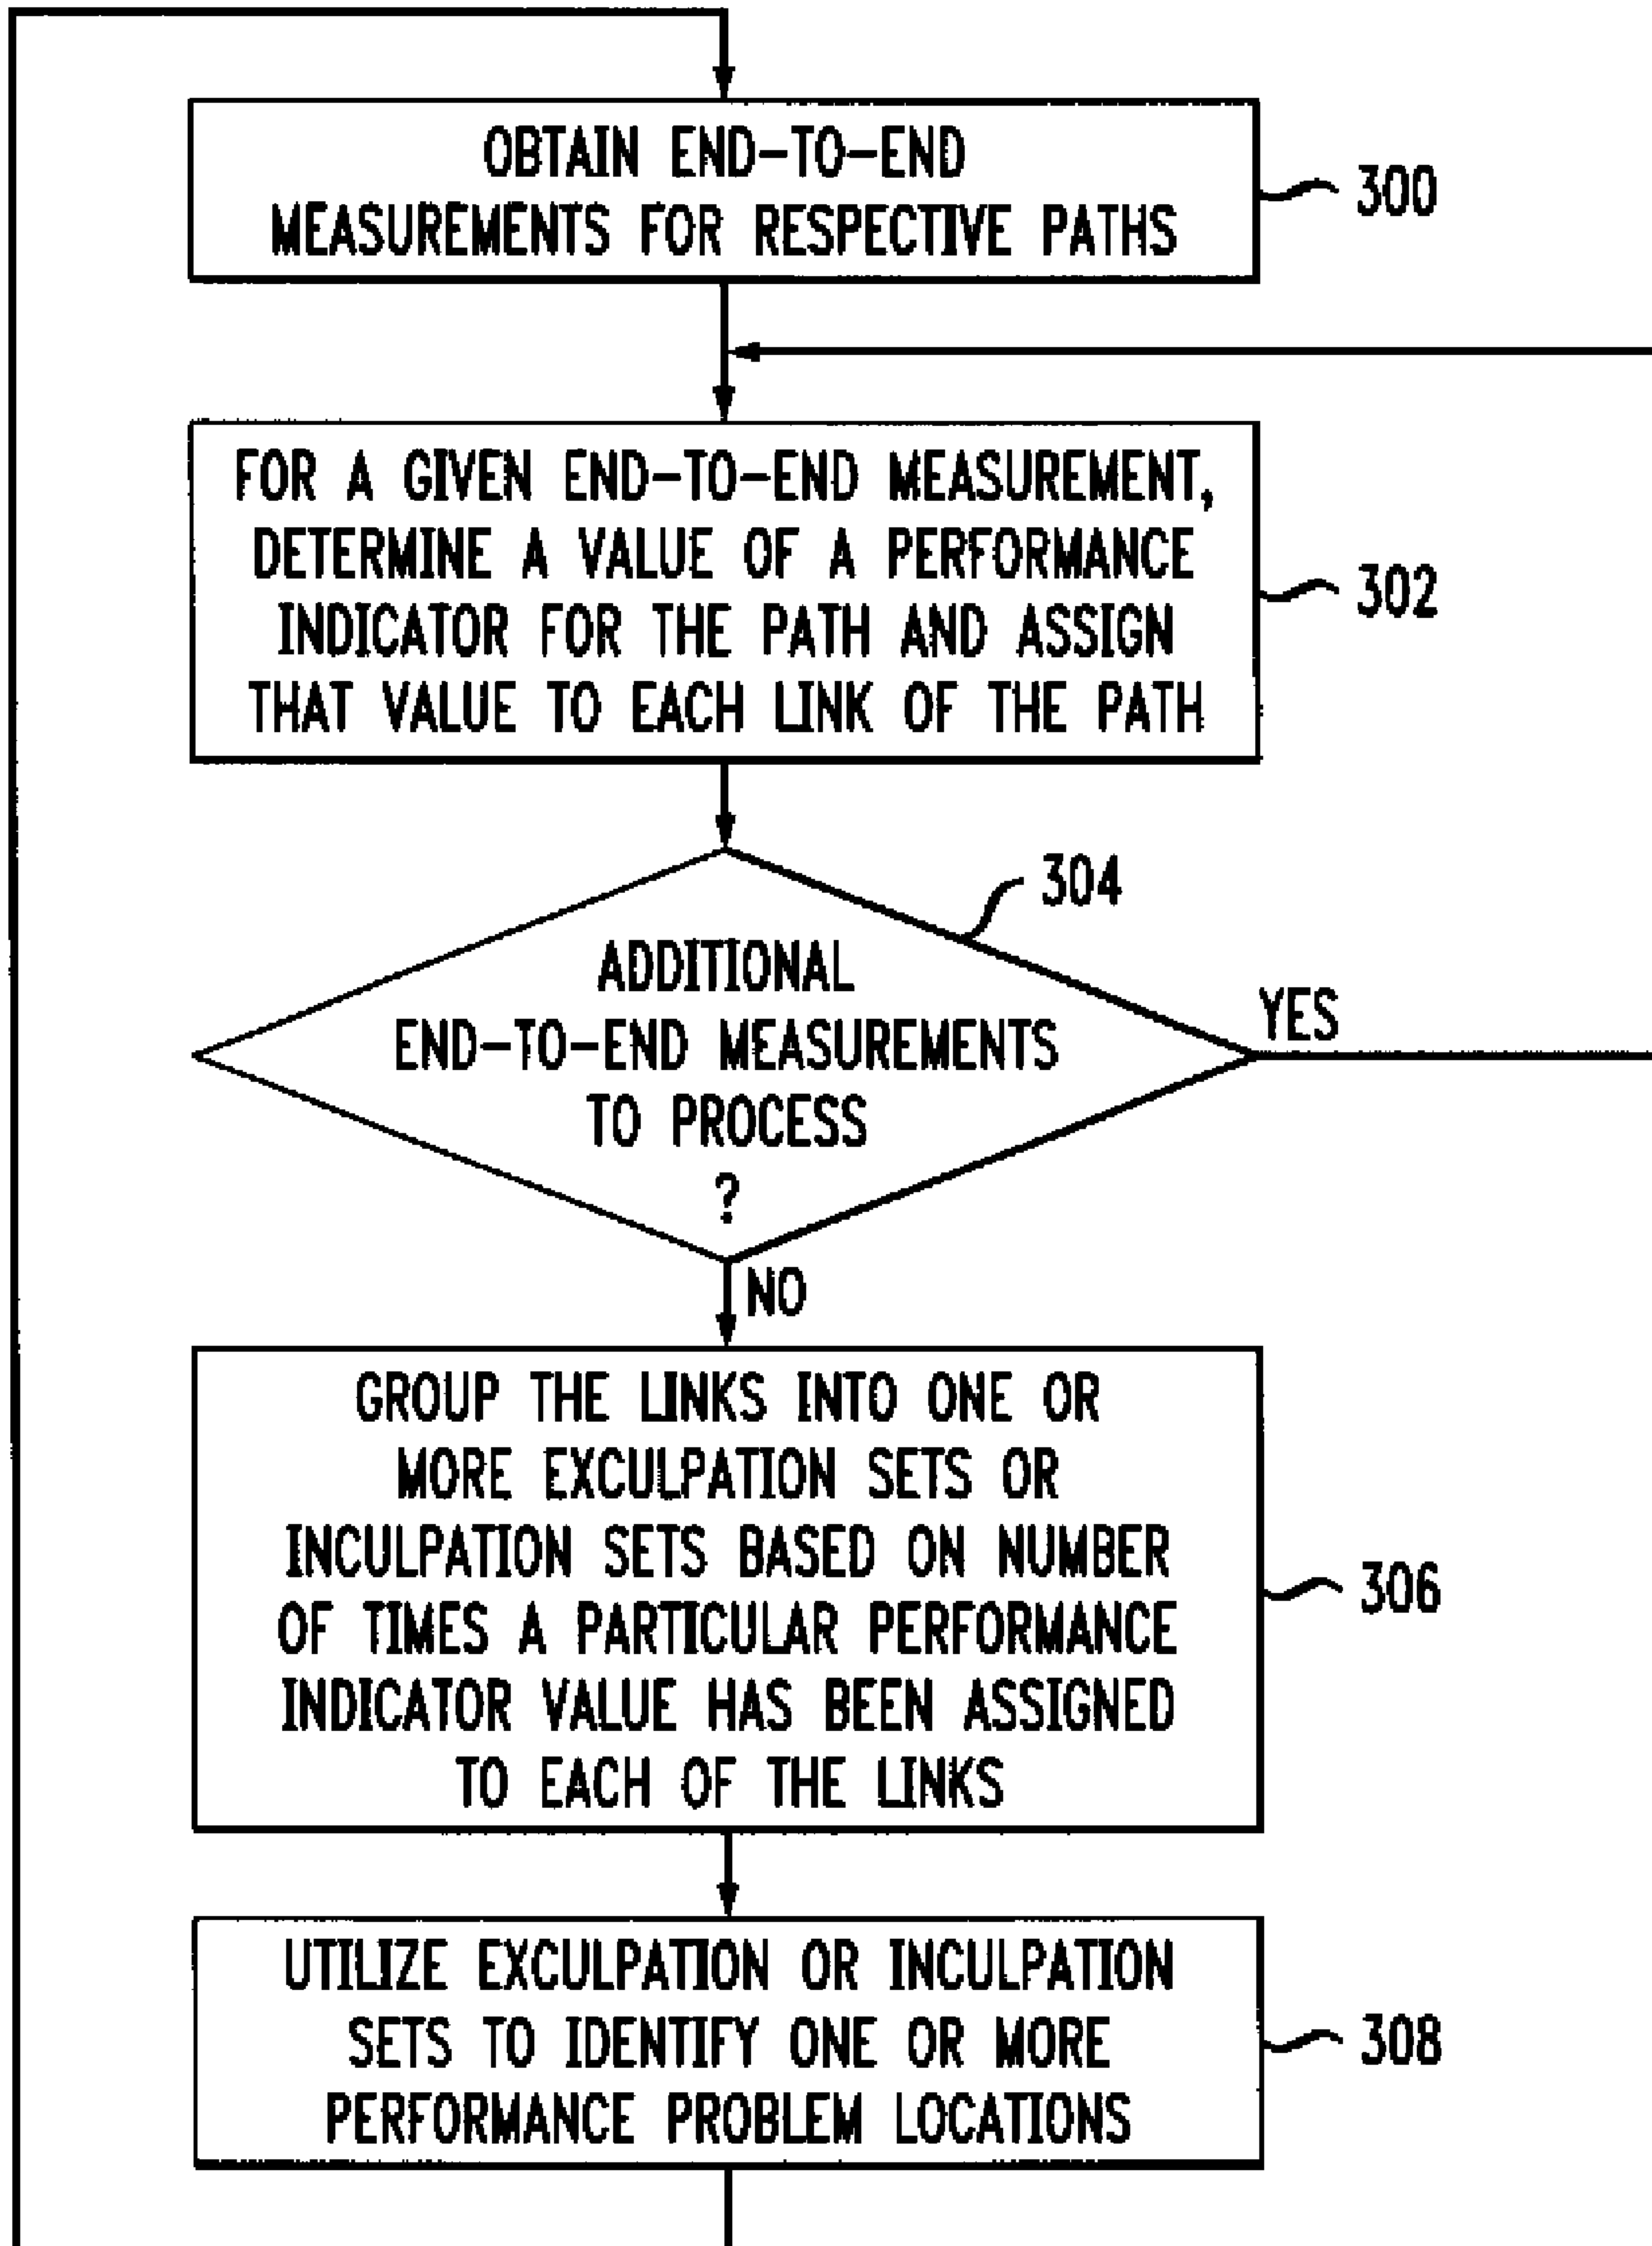 OBTAIN END-TO-END
MEASUREMENTS FOR RESPECTIVE PATHS
300
FOR A GIVEN END-TO-END MEASUREMENT,
DETERMINE A VALUE OF A PERFORMANCE
INDICATOR FOR THE PATH AND ASSIGN
THAT VALUE TO EACH LINK OF THE PATH
302
304
ADDITIONAL
END-TO-END MEASUREMENTS
TO PROCESS
?
YES
NO
GROUP THE LINKS INTO ONE OR
MORE EXCULPATION SETS OR
INCULPATION SETS BASED ON NUMBER
OF TIMES A PARTICULAR PERFORMANCE
INDICATOR VALUE HAS BEEN ASSIGNED
TO EACH OF THE LINKS
306
UTILIZE EXCULPATION OR INCULPATION
SETS TO IDENTIFY ONE OR MORE
PERFORMANCE PROBLEM LOCATIONS
308